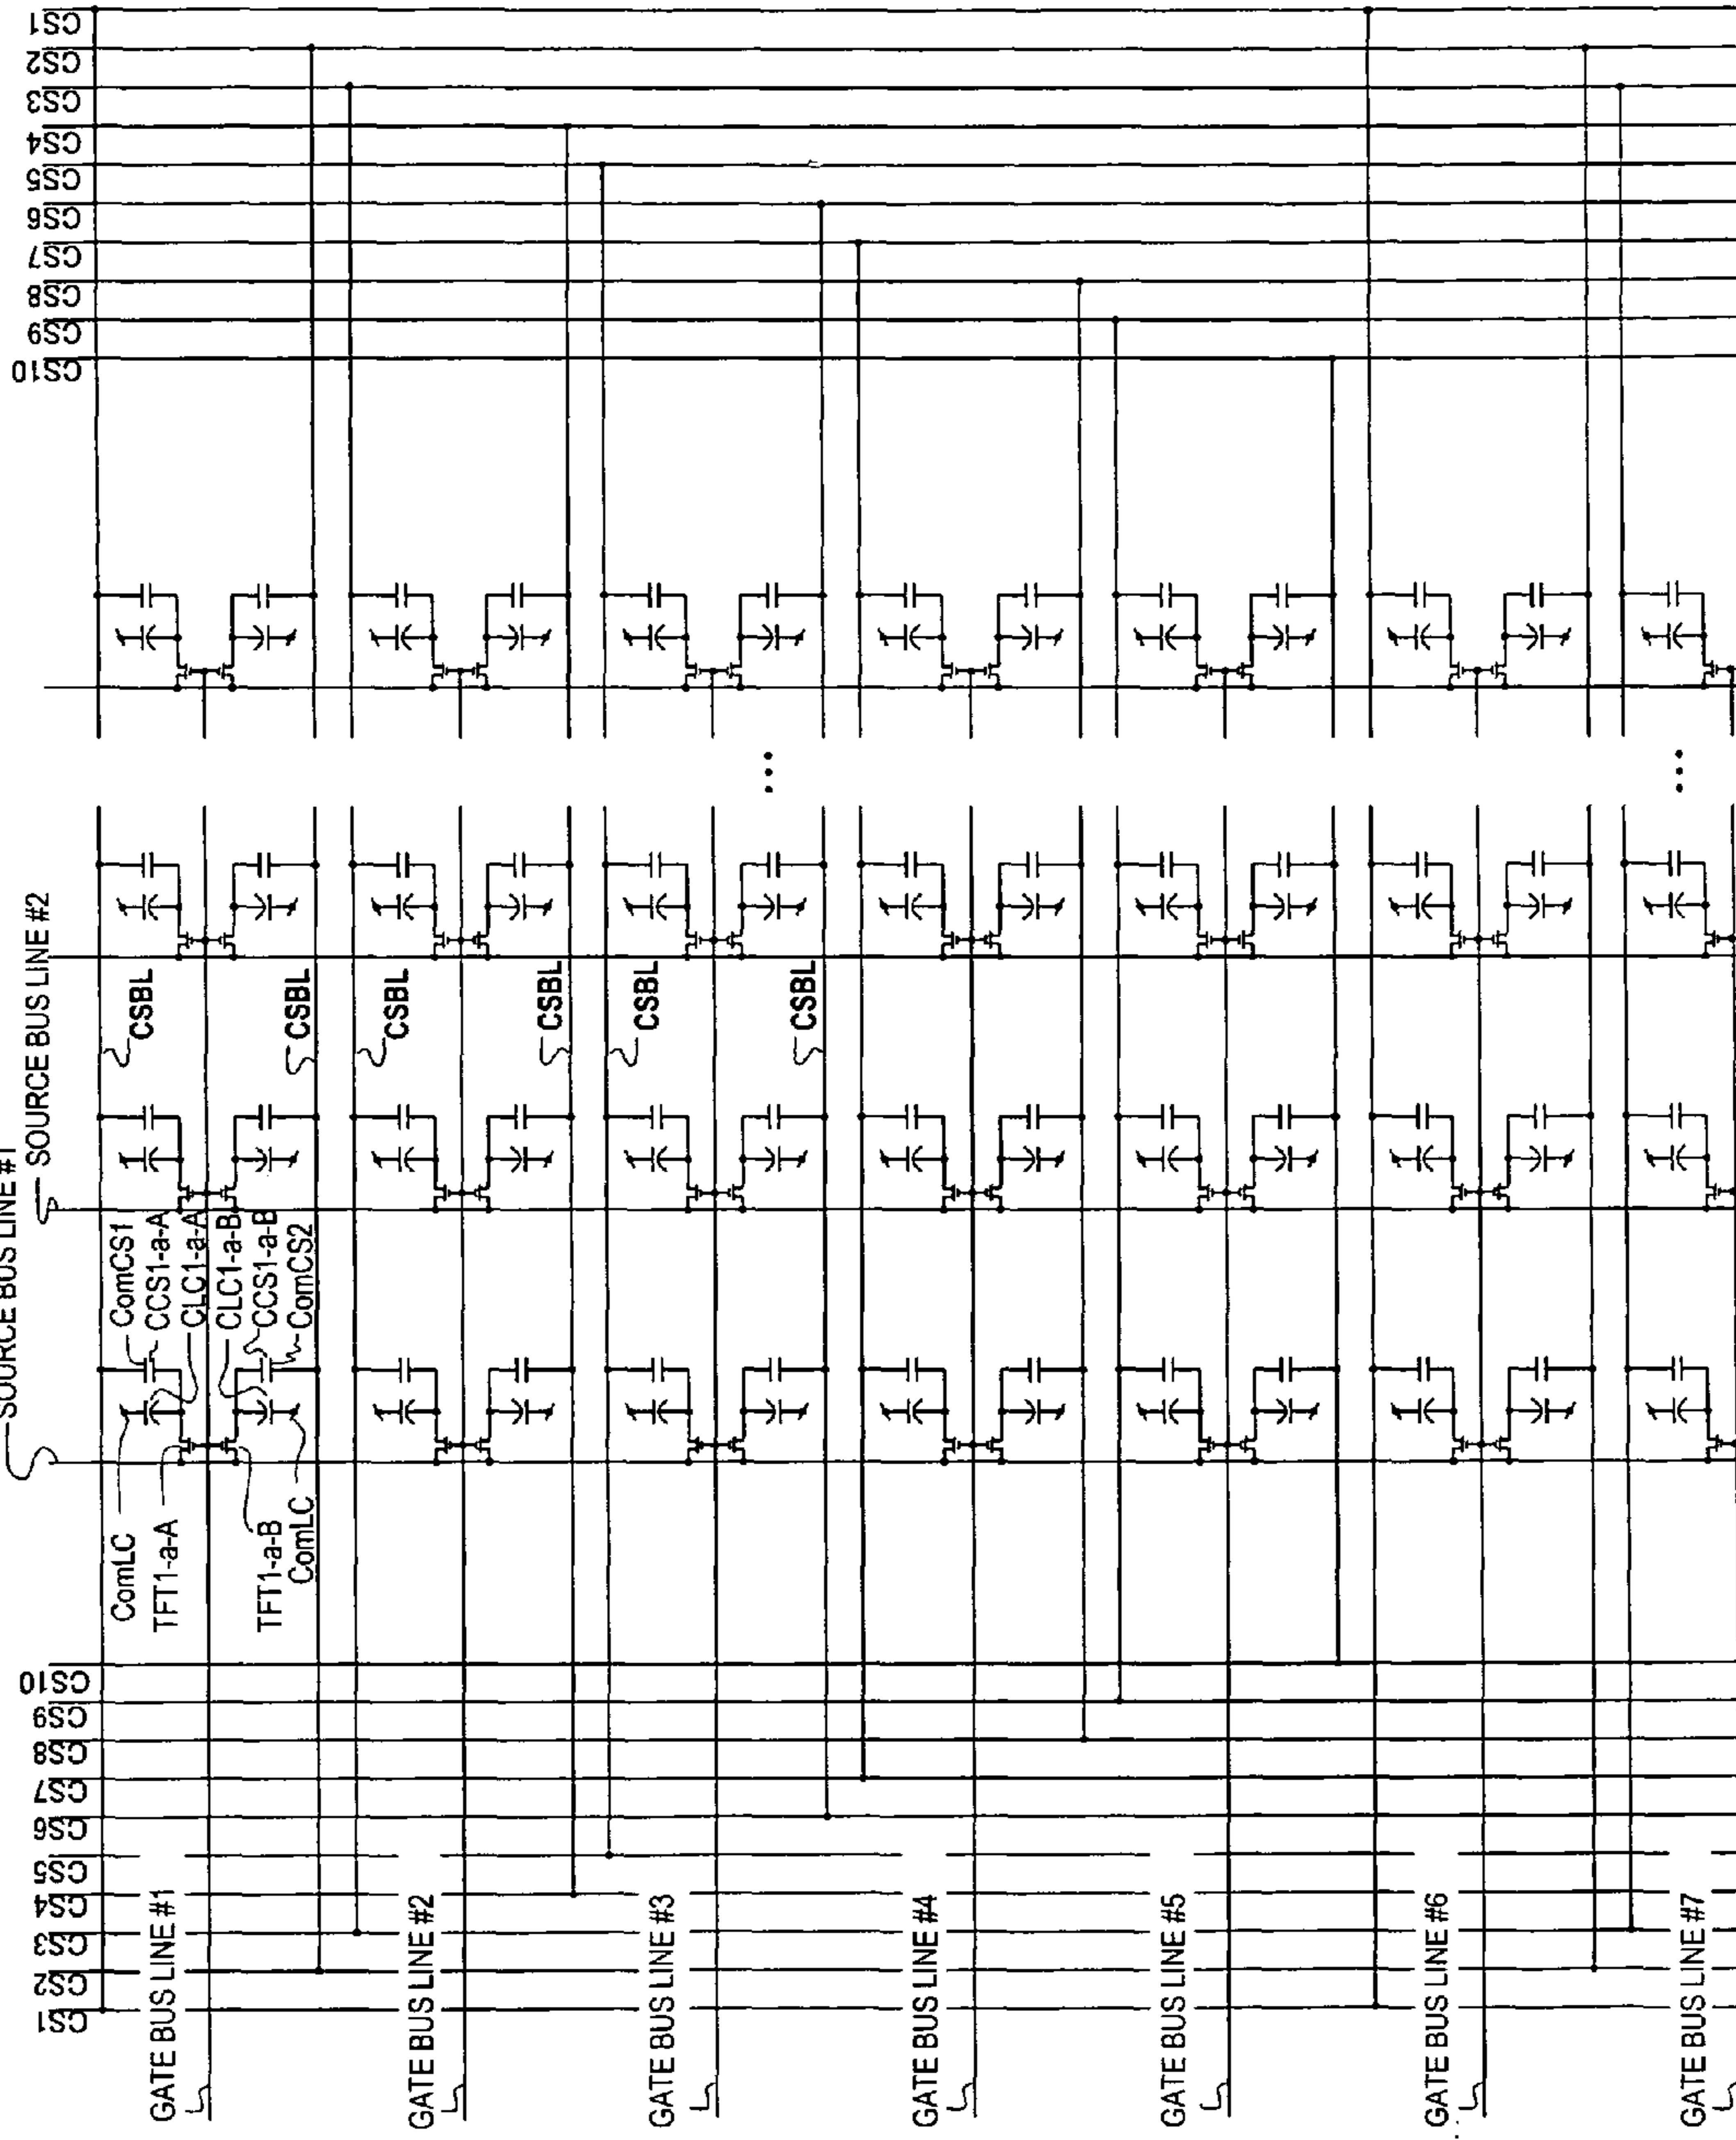 CS1
CS2
CS3
CS4
CS5
CS6
CS7
CS8
CS9
CS10
SOURCE BUS LINE #1
SOURCE BUS LINE #2
CSBL
CSBL
CSBL
CSBL
CSBL
CSBL
ComCS1
CCS1-a-A
CLC1-a-A
CLC1-a-B
CCS1-a-B
ComCS2
ComLC
TFT1-a-A
TFT1-a-B
ComLC
CS10
CS9
CS8
CS7
CS6
CS5
CS4
CS3
CS2
CS1
GATE BUS LINE #1
GATE BUS LINE #2
GATE BUS LINE #3
GATE BUS LINE #4
GATE BUS LINE #5
GATE BUS LINE #6
GATE BUS LINE #7